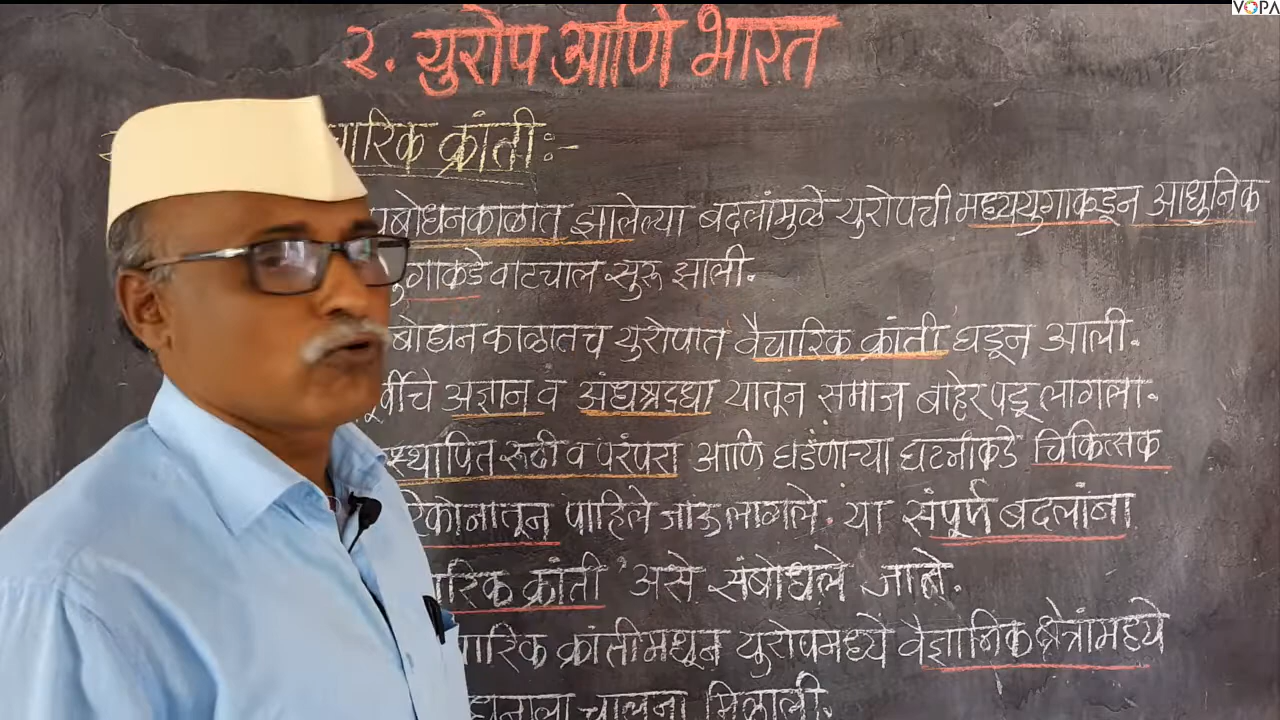 VOPA
२. युरोप आणि भारत
चारिक क्रांती:-
प्रबोधनकाळात झालेल्या बदलांमुळे युरोपची मध्ययुगाकडून आधुनिक
युगाकडे वाटचाल सुरू झाली.
बोधनकाळातच युरोपात वैचारिक क्रांती घडून आली.
पूर्वीचे अज्ञान व अंधश्रद्धा यातून समाज बाहेर पडू लागला.
स्थापित रूढी व परंपरा आणि घडणाऱ्या घटनांकडे चिकित्सक
कोनातून पाहिले जाऊ लागले. या संपूर्ण बदलांना
रिक क्रांती' असे संबोधले जाते.
चारिक क्रांतीमधून युरोपमध्ये वैज्ञानिक क्षेत्रांमध्ये
धनाला चालना मिळाली.